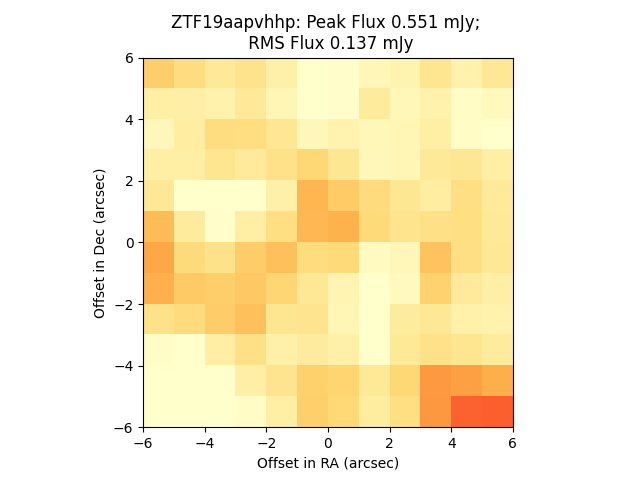 ZTF19aapvhhp: Peak Flux 0.551 mJy;
RMS Flux 0.137 mJy
6
4
2
0
−2
−4
−6
Offset in Dec (arcsec)
−6 −4 −2 0 2 4 6
Offset in RA (arcsec)